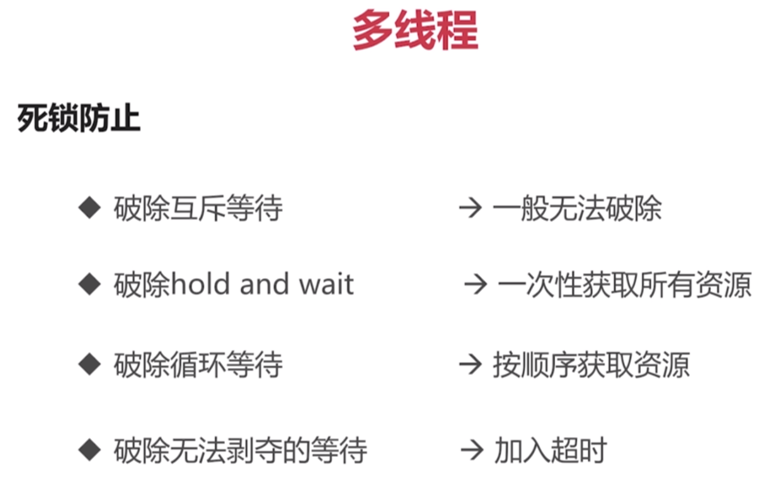 多线程
死锁防止
◆ 破除互斥等待 → 一般无法破除
◆ 破除hold and wait → 一次性获取所有资源
◆ 破除循环等待 → 按顺序获取资源
◆ 破除无法剥夺的等待 → 加入超时